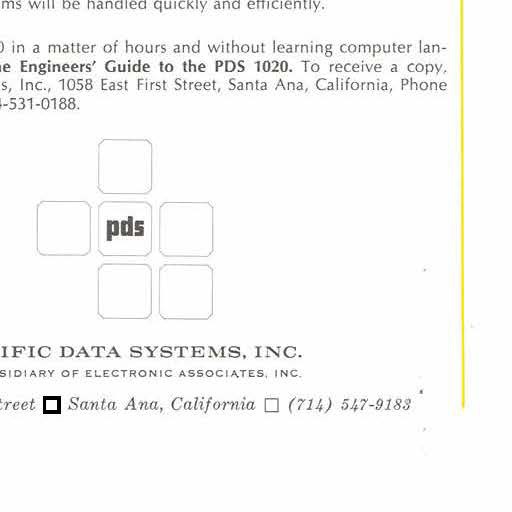 ms will be handled quickly and efficiently.
0 in a matter of hours and without learning computer lan-
e Engineers' Guide to the PDS 1020. To receive a copy,
s, Inc., 1058 East First Street, Santa Ana, California, Phone
4-531-0188.
pds
IFIC DATA SYSTEMS, INC.
SIDIARY OF ELECTRONIC ASSOCIATES, INC.
treet Santa Ana, California (714) 547-9183